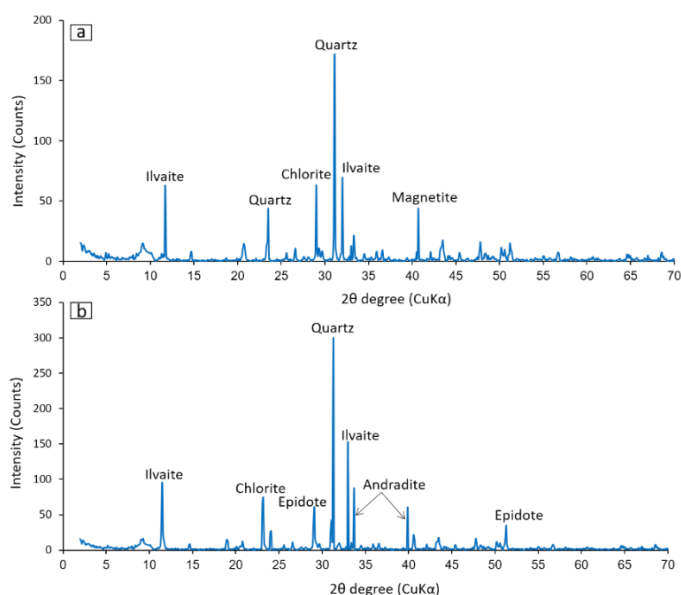 a
Intensity (Counts)
200
150
100
50
0
Quartz
Ilvaite
Chlorite
Ilvaite
Quartz
Magnetite
0 5 10 15 20 25 30 35 40 45 50 55 60 65 70
2θ degree (CuKα)
b
Intensity (Counts)
350
300
250
200
150
100
50
0
Quartz
Ilvaite
Ilvaite
Chlorite
Andradite
Epidote
Epidote
0 5 10 15 20 25 30 35 40 45 50 55 60 65 70
2θ degree (CuKα)